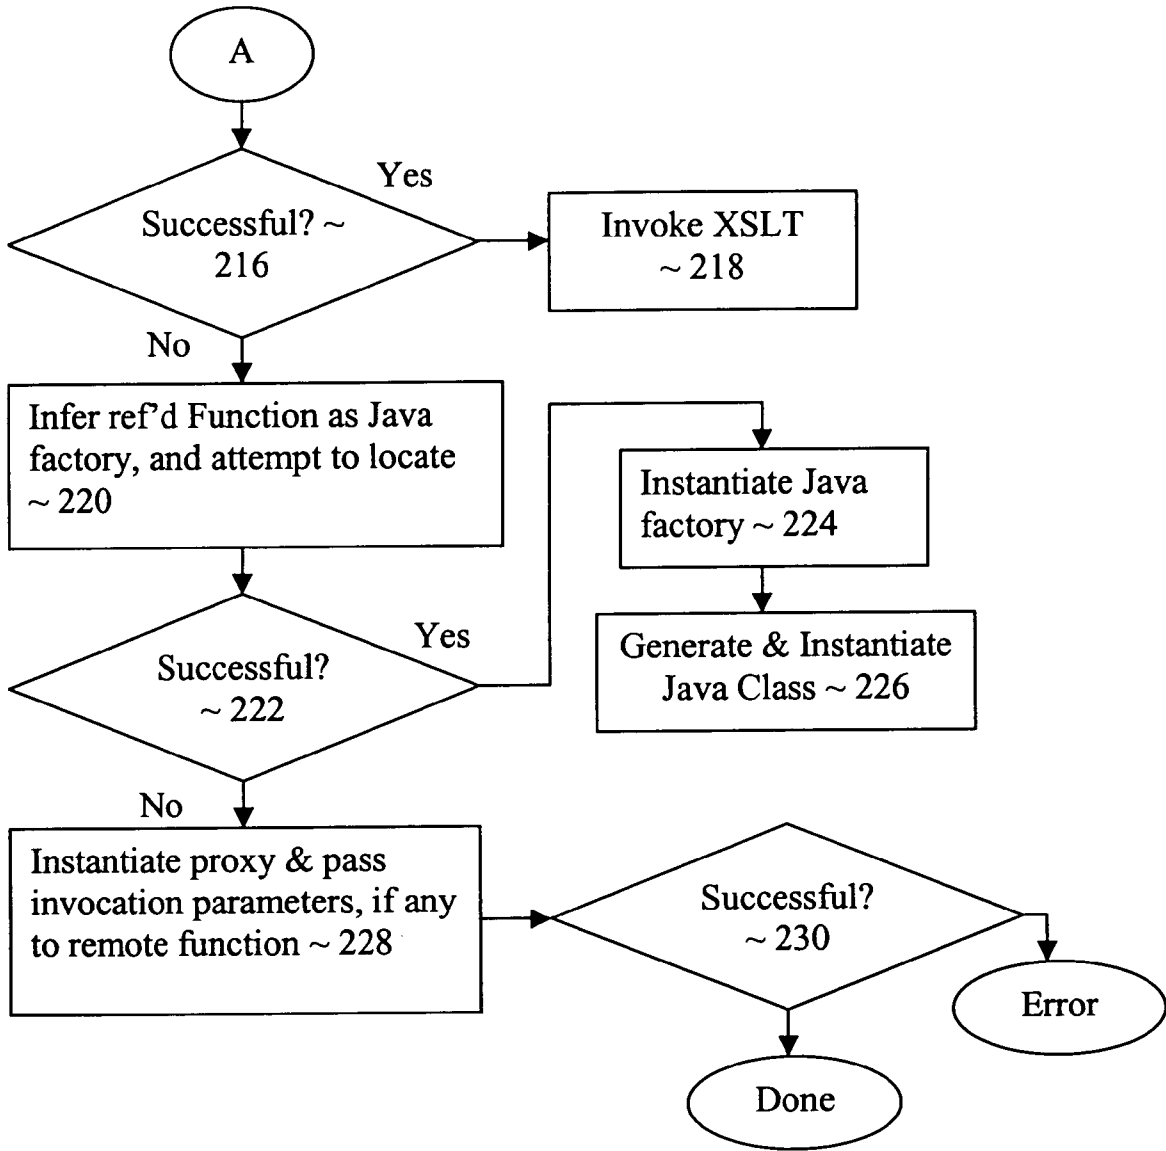 A
Yes
Successful? ~
216
Invoke XSLT
~ 218
No
Infer ref'd Function as Java
factory, and attempt to locate
~ 220
Instantiate Java
factory ~ 224
Yes
Successful?
~ 222
Generate & Instantiate
Java Class ~ 226
No
Instantiate proxy & pass
invocation parameters, if any
to remote function ~ 228
Successful?
~ 230
Error
Done